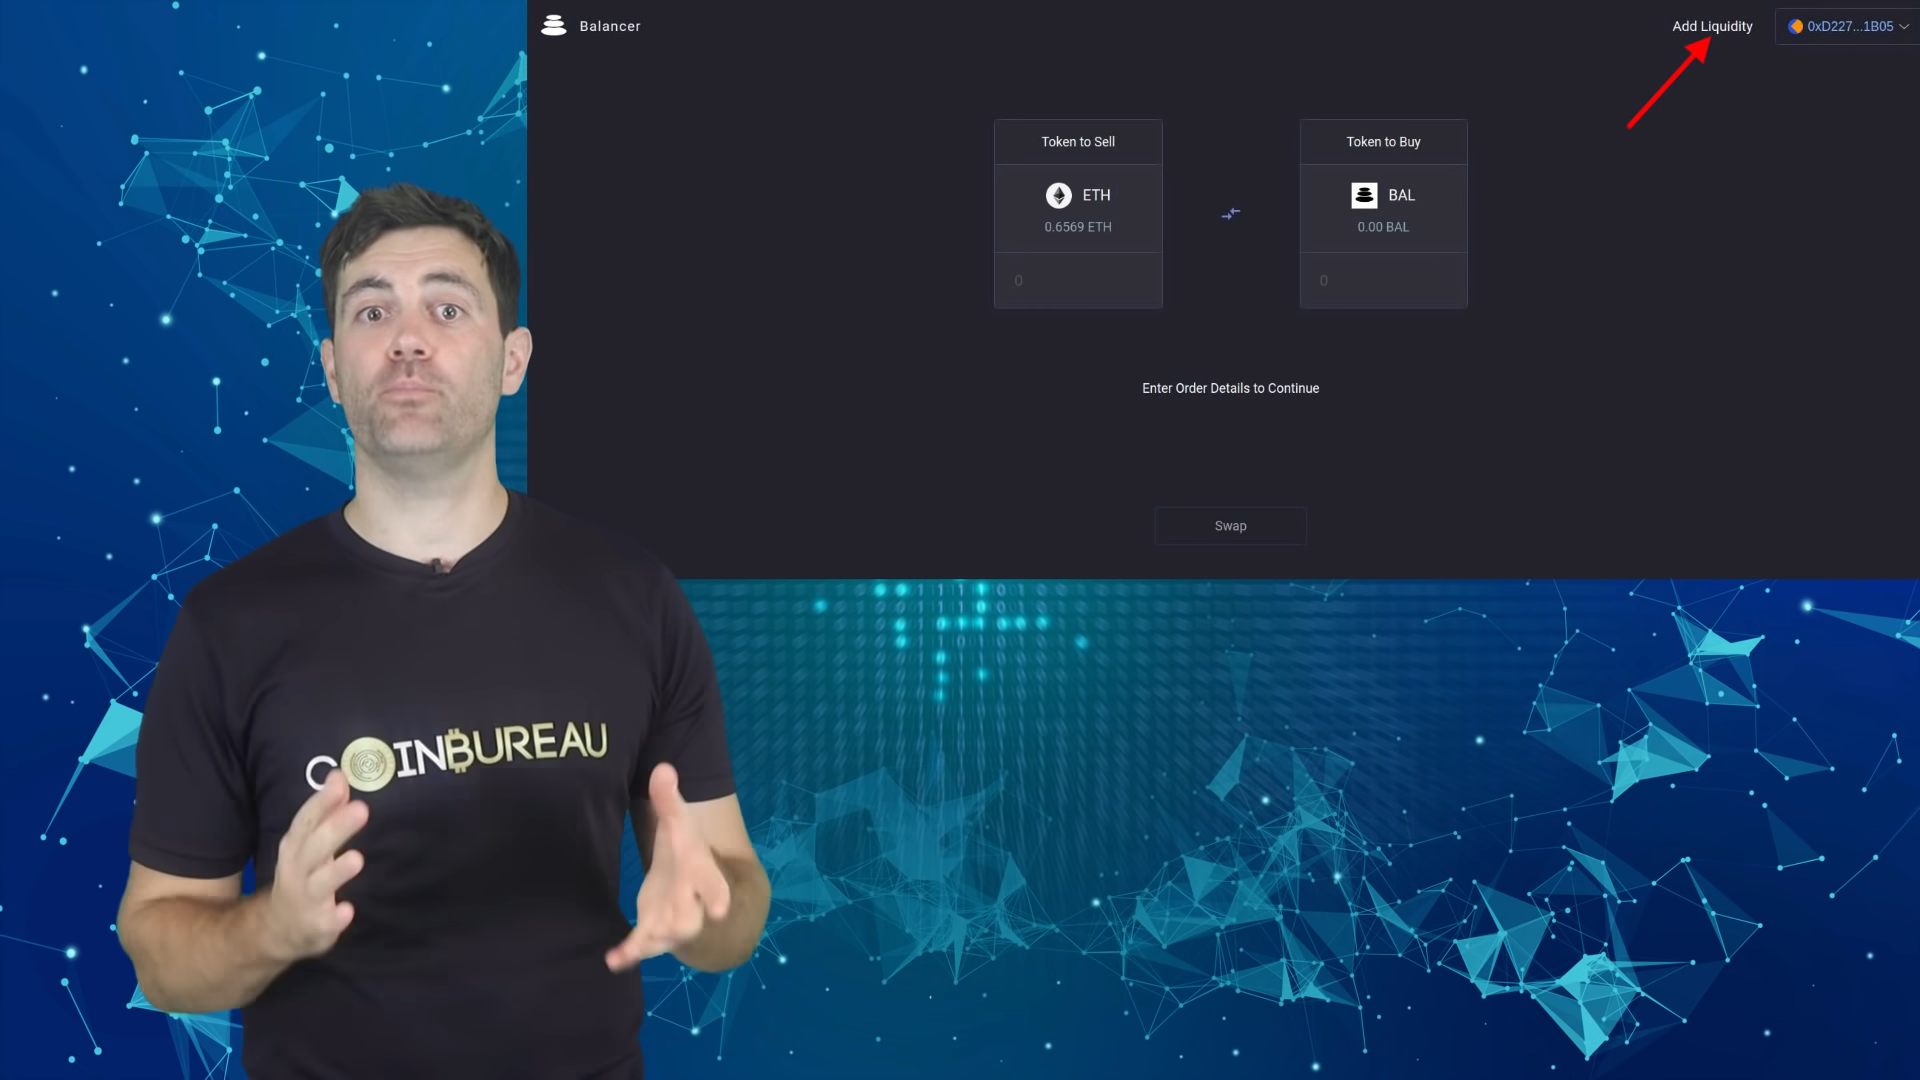 Balancer
Add Liquidity
0xD227...1B05
Token to Sell
Token to Buy
ETH
BAL
0.6569 ETH
0.00 BAL
0
0
Enter Order Details to Continue
Swap
COINBUREAU